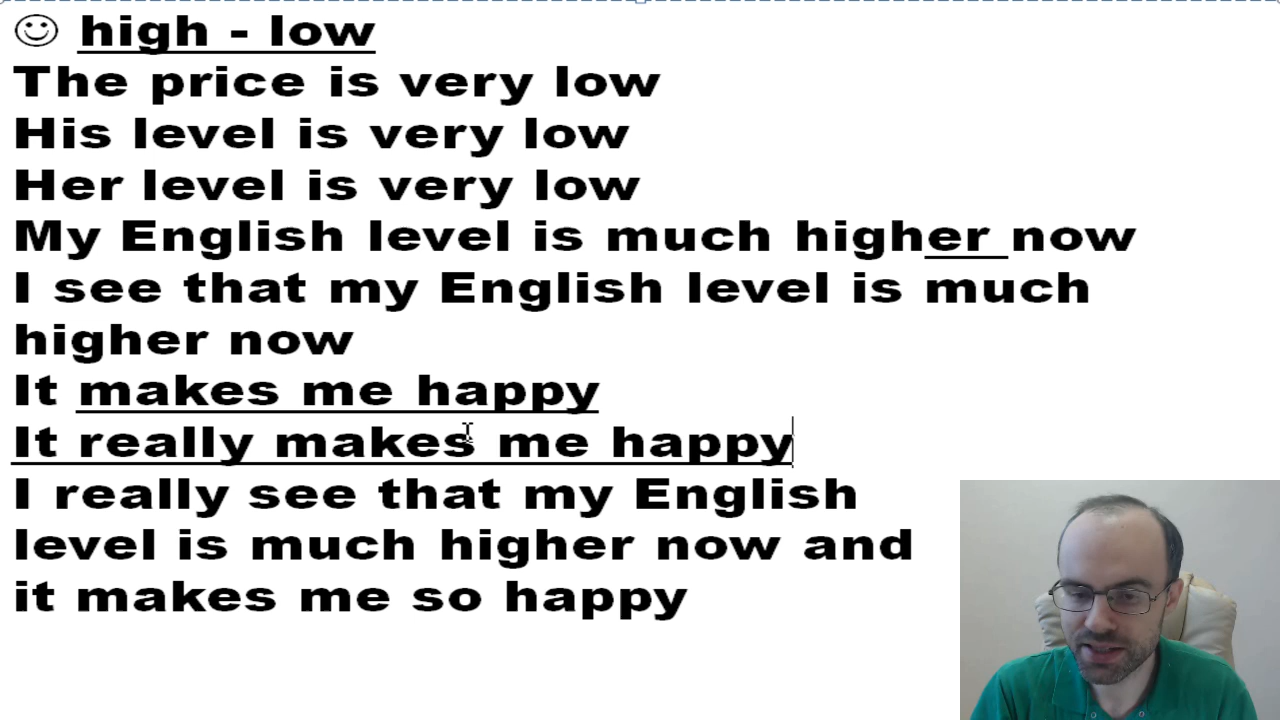 ☺ high - low
The price is very low
His level is very low
Her level is very low
My English level is much higher now
I see that my English level is much
higher now
It makes me happy
It really makes me happy
I really see that my English
level is much higher now and
it makes me so happy